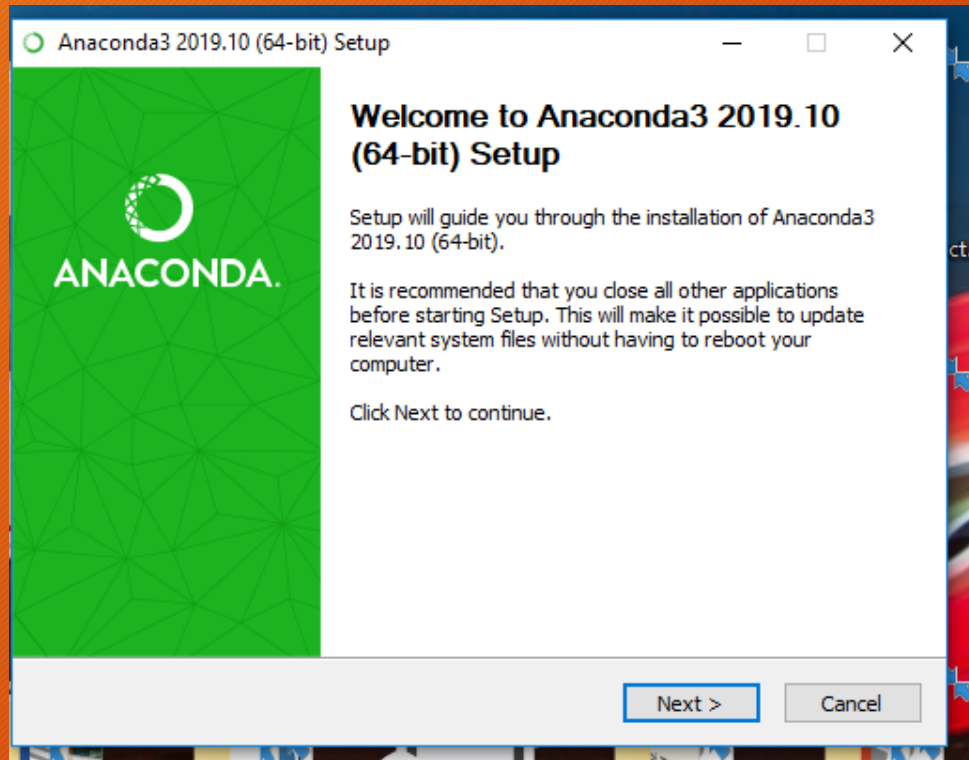 Anaconda3 2019.10 (64-bit) Setup
Welcome to Anaconda3 2019.10
(64-bit) Setup
ANACONDA.
Setup will guide you through the installation of Anaconda3
2019.10 (64-bit).
It is recommended that you close all other applications
before starting Setup. This will make it possible to update
relevant system files without having to reboot your
computer.
Click Next to continue.
Next >
Cancel
ct